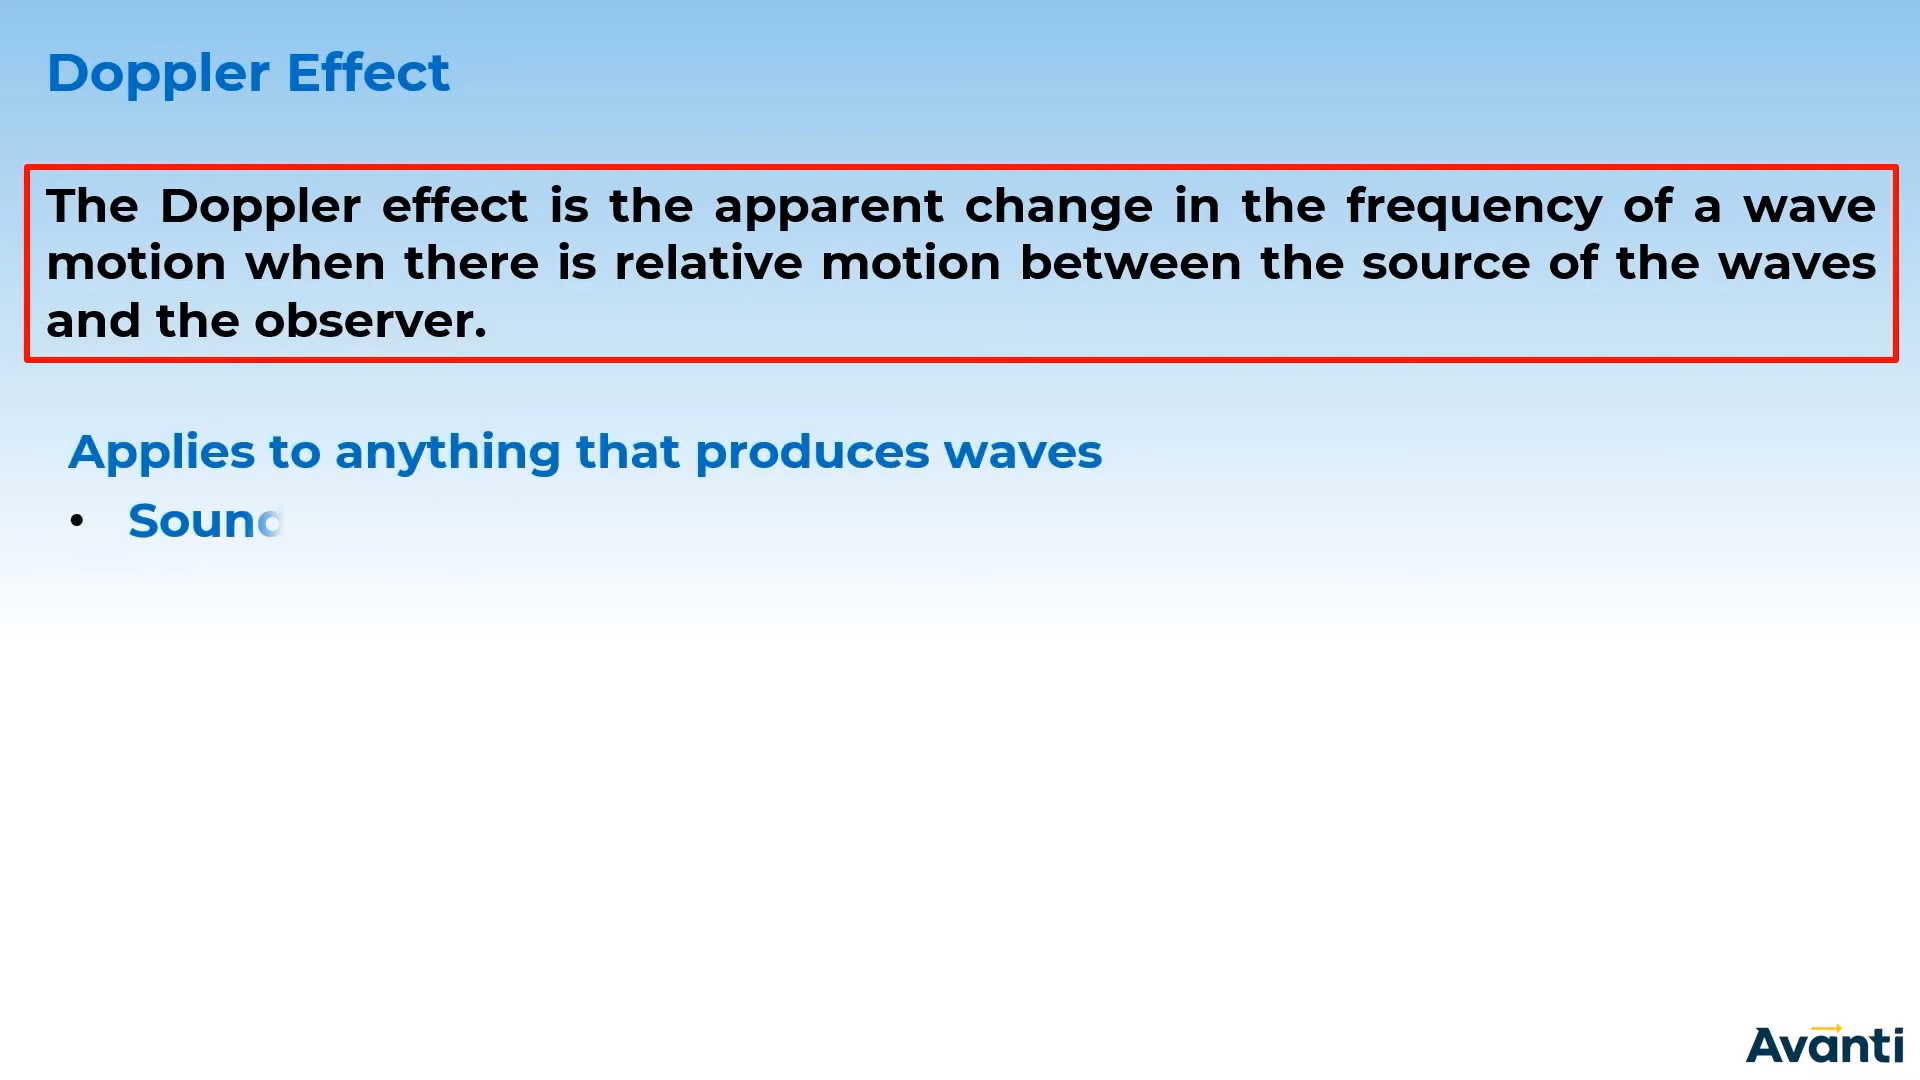 Doppler Effect
The Doppler effect is the apparent change in the frequency of a wave
motion when there is relative motion between the source of the waves
and the observer.
Applies to anything that produces waves
• Sound
Avanti